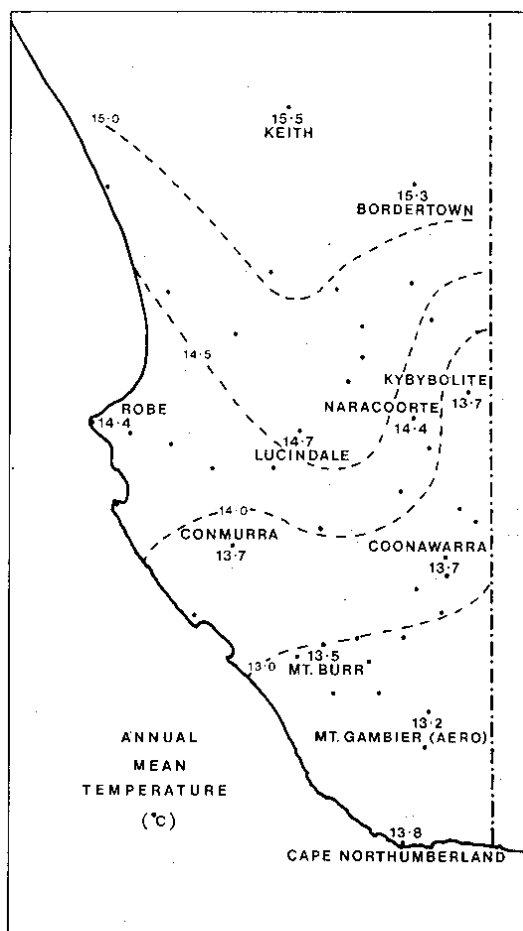 15·0
15·5
KEITH
15·3
BORDERTOWN
14·5
KYBYBOLITE
13·7
ROBE
14·4
NARACOORTE
14·4
14·7
LUCINDALE
14·0
CONMURRA
13·7
COONAWARRA
13·7
13·0
13·5
MT. BURR
13·2
MT. GAMBIER (AERO)
ANNUAL
MEAN
TEMPERATURE
(°C)
13·8
CAPE NORTHUMBERLAND